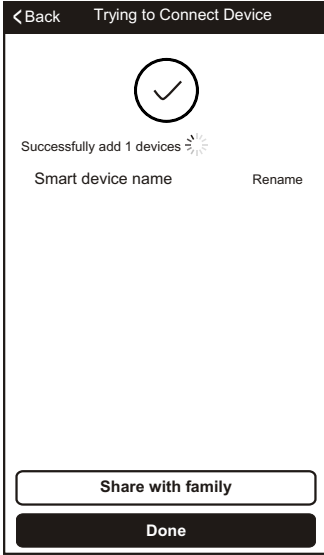 Back Trying to Connect Device
Successfully add 1 devices
Smart device name Rename
Share with family
Done